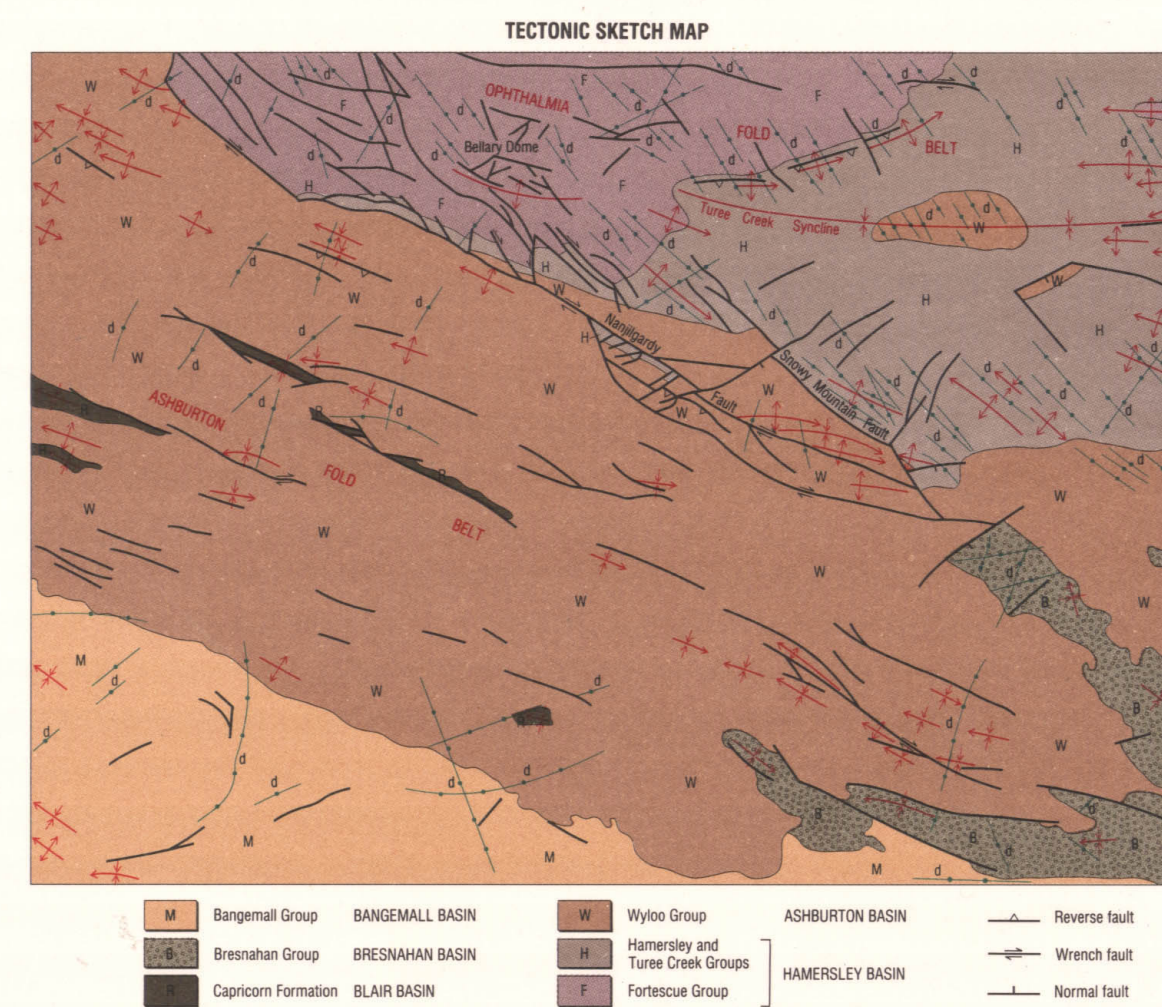 TECTONIC SKETCH MAP
OPHTHALMIA
FOLD
BELT
Bellary Dome
Turee Creek Syncline
Nanjilgardy
Fault
Snowy Mountain Fault
ASHBURTON
FOLD
BELT
W
d
F
H
R
B
M
M Bangemall Group BANGEMALL BASIN
B Bresnahan Group BRESNAHAN BASIN
R Capricorn Formation BLAIR BASIN
W Wyloo Group ASHBURTON BASIN
H Hamersley and
Turee Creek Groups
HAMERSLEY BASIN
F Fortescue Group
Reverse fault
Wrench fault
Normal fault